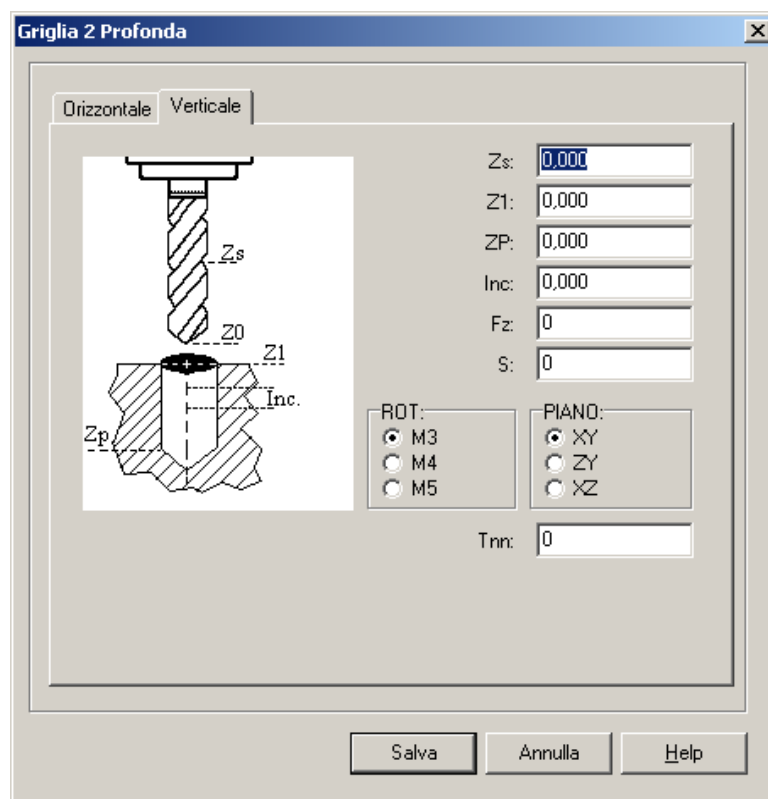 Griglia 2 Profonda
Orizzontale
Verticale
Zs
Z0
Z1
Inc.
Zp
Zs: 0,000
Z1: 0,000
ZP: 0,000
Inc: 0,000
Fz: 0
S: 0
ROT:
M3
M4
M5
PIANO:
XY
ZY
XZ
Tnn: 0
Salva
Annulla
Help